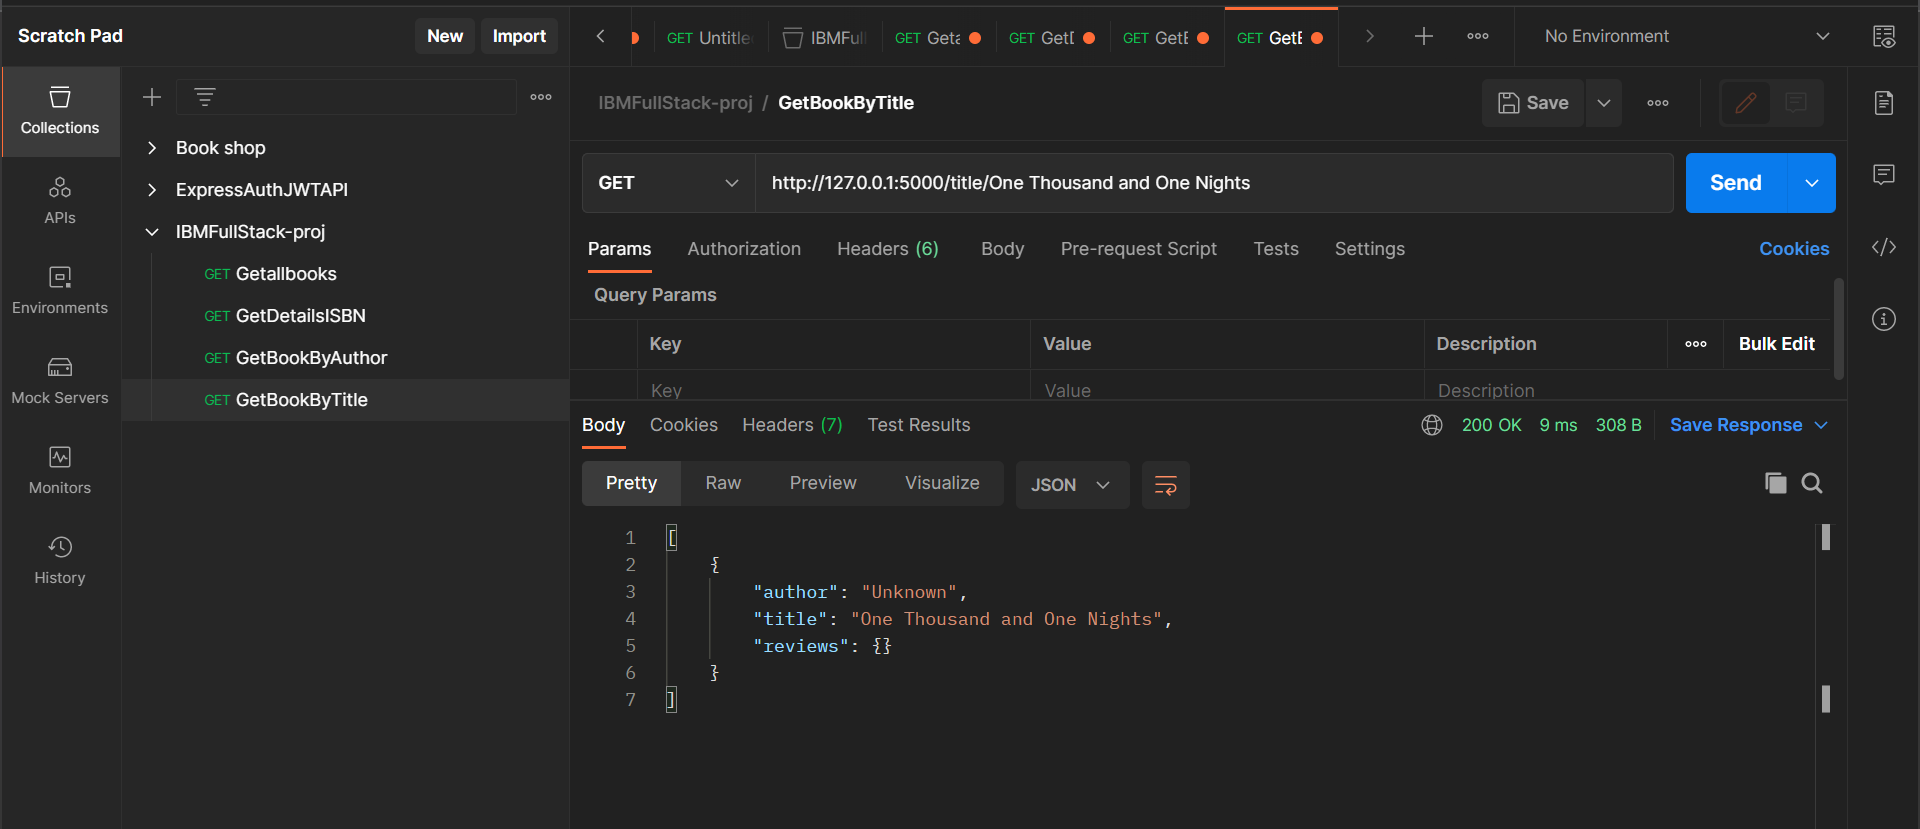 Scratch Pad
New
Import
GET Untitle
IBMFul
GET Geta
GET GetD
GET GetB
GET GetB
No Environment
Collections
APIs
Environments
Mock Servers
Monitors
History
Book shop
ExpressAuthJWTAPI
IBMFullStack-proj
GET Getallbooks
GET GetDetailsISBN
GET GetBookByAuthor
GET GetBookByTitle
IBMFullStack-proj / GetBookByTitle
Save
GET
http://127.0.0.1:5000/title/One Thousand and One Nights
Send
Params Authorization Headers (6) Body Pre-request Script Tests Settings Cookies
Query Params
Key Value Description Bulk Edit
Key Value Description
Body Cookies Headers (7) Test Results 200 OK 9 ms 308 B Save Response
Pretty Raw Preview Visualize JSON
1 [
2 {
3 "author": "Unknown",
4 "title": "One Thousand and One Nights",
5 "reviews": {}
6 }
7 ]